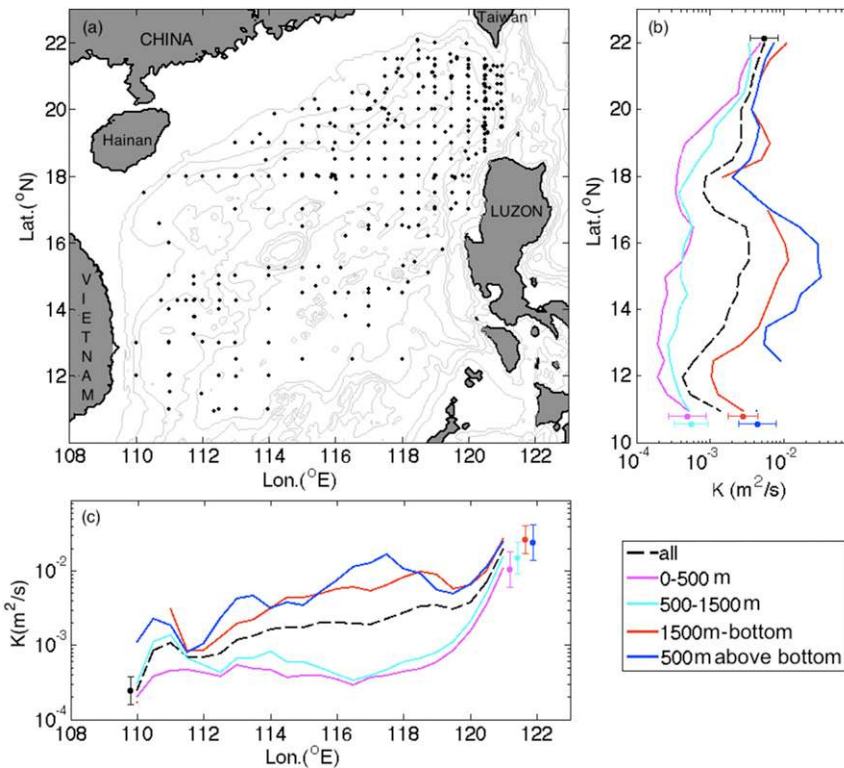 (a)
CHINA
Taiwan
Hainan
LUZON
VIETNAM
Lat.(°N)
22
20
18
16
14
12
108 110 112 114 116 118 120 122
Lon.(°E)
(b)
Lat.(°N)
22
20
18
16
14
12
10
10⁻⁴ 10⁻³ 10⁻²
K (m²/s)
(c)
K(m²/s)
10⁻²
10⁻³
10⁻⁴
108 110 112 114 116 118 120 122
Lon.(°E)
all
0-500 m
500-1500m
1500m-bottom
500m above bottom